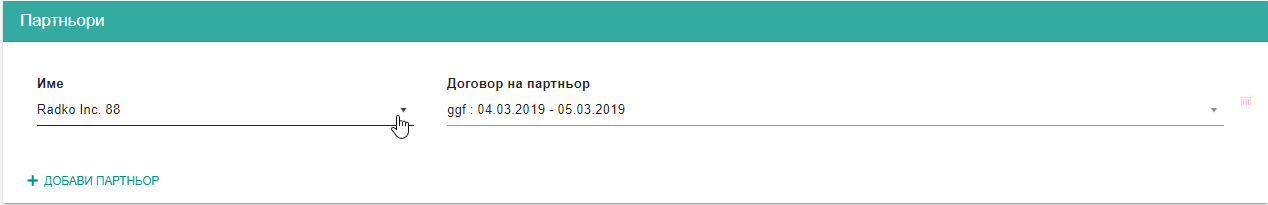 Партньори
Име
Договор на партньор
Radko Inc. 88
ggf : 04.03.2019 - 05.03.2019
ДОБАВИ ПАРТНЬОР